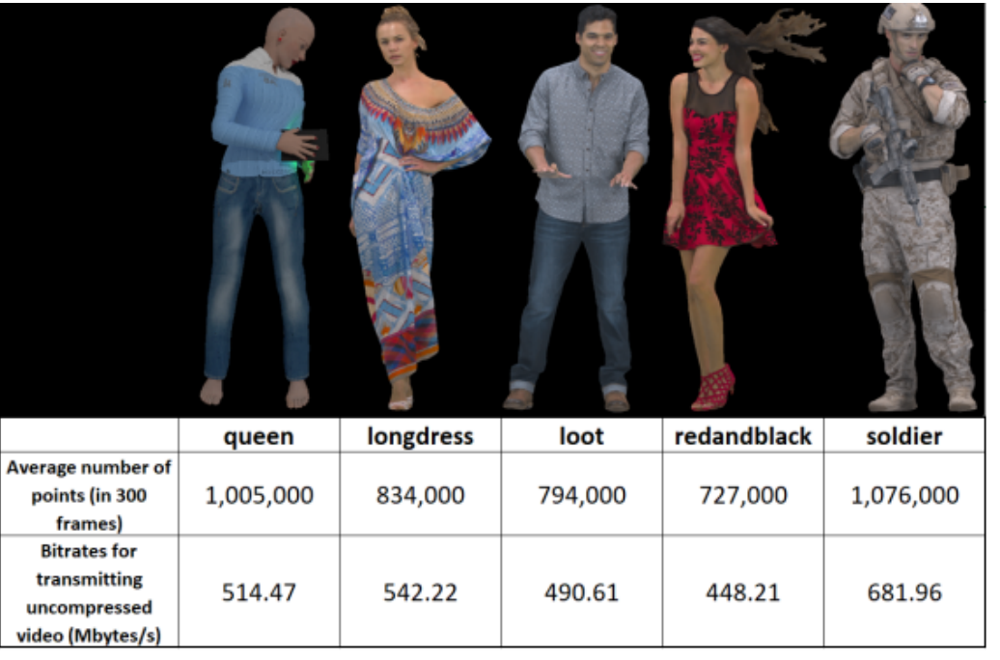 queen longdress loot redandblack soldier
Average number of
points (in 300
frames)
1,005,000 834,000 794,000 727,000 1,076,000
Bitrates for
transmitting
uncompressed
video (Mbytes/s)
514.47 542.22 490.61 448.21 681.96